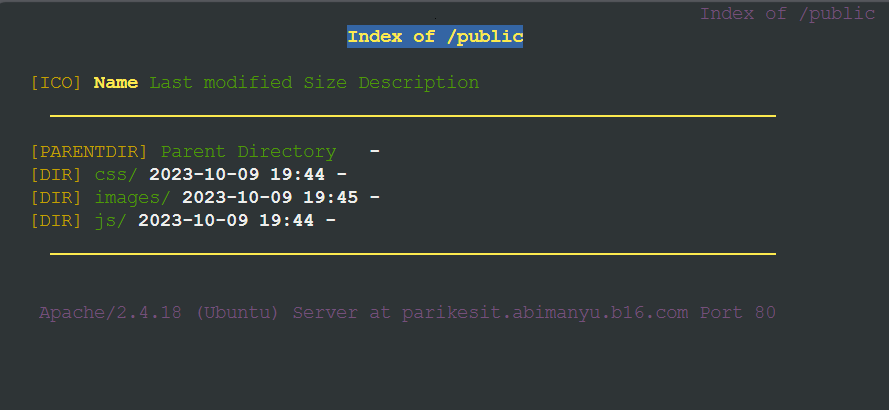 Index of /public
Index of /public
[ICO] Name Last modified Size Description
[PARENTDIR] Parent Directory -
[DIR] css/ 2023-10-09 19:44 -
[DIR] images/ 2023-10-09 19:45 -
[DIR] js/ 2023-10-09 19:44 -
Apache/2.4.18 (Ubuntu) Server at parikesit.abimanyu.b16.com Port 80